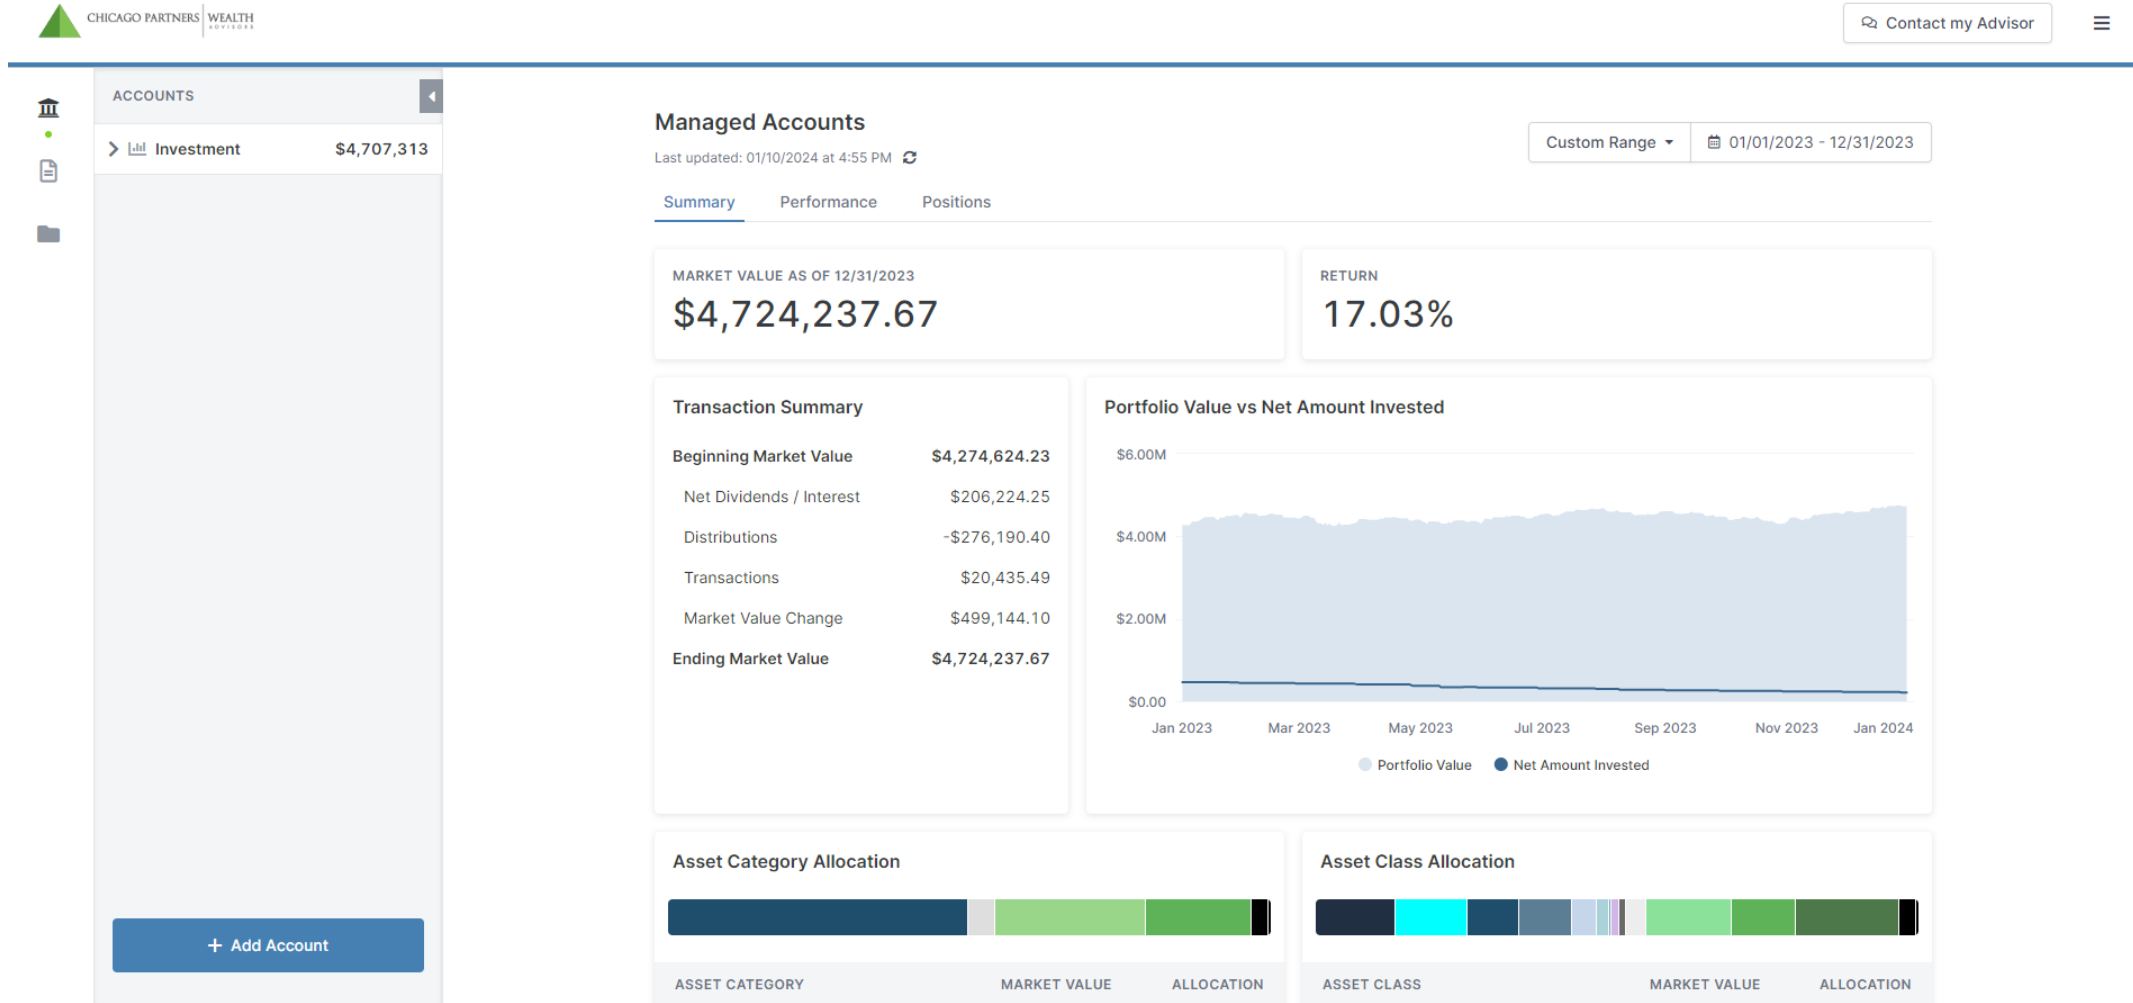 CHICAGO PARTNERS WEALTH
ADVISORS
Contact my Advisor
ACCOUNTS
Investment $4,707,313
Add Account
Managed Accounts
Last updated: 01/10/2024 at 4:55 PM
Custom Range 01/01/2023 - 12/31/2023
Summary Performance Positions
MARKET VALUE AS OF 12/31/2023
$4,724,237.67
RETURN
17.03%
Transaction Summary
Beginning Market Value $4,274,624.23
Net Dividends / Interest $206,224.25
Distributions -$276,190.40
Transactions $20,435.49
Market Value Change $499,144.10
Ending Market Value $4,724,237.67
Portfolio Value vs Net Amount Invested
$6.00M
$4.00M
$2.00M
$0.00
Jan 2023 Mar 2023 May 2023 Jul 2023 Sep 2023 Nov 2023 Jan 2024
Portfolio Value Net Amount Invested
Asset Category Allocation
ASSET CATEGORY MARKET VALUE ALLOCATION
Asset Class Allocation
ASSET CLASS MARKET VALUE ALLOCATION